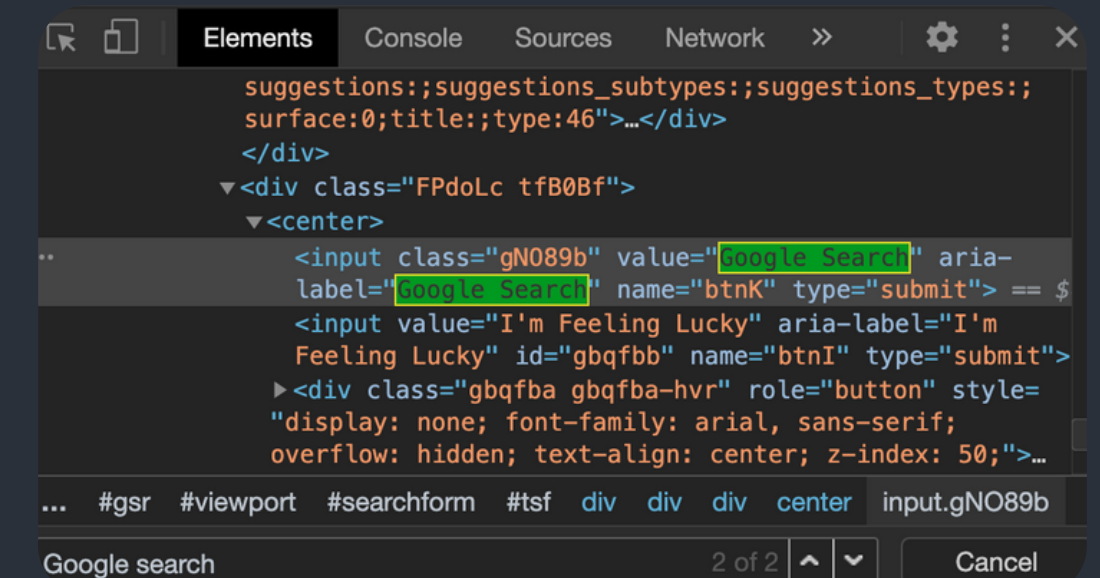 Elements Console Sources Network »
suggestions:;suggestions_subtypes:;suggestions_types:;
surface:0;title:;type:46">…</div>
</div>
▼<div class="FPdoLc tfB0Bf">
▼<center>
<input class="gNO89b" value="Google Search" aria-
label="Google Search" name="btnK" type="submit"> == $
<input value="I'm Feeling Lucky" aria-label="I'm
Feeling Lucky" id="gbqfbb" name="btnI" type="submit">
▶<div class="gbqfba gbqfba-hvr" role="button" style=
"display: none; font-family: arial, sans-serif;
overflow: hidden; text-align: center; z-index: 50;">…
... #gsr #viewport #searchform #tsf div div div center input.gNO89b
Google search 2 of 2 Cancel